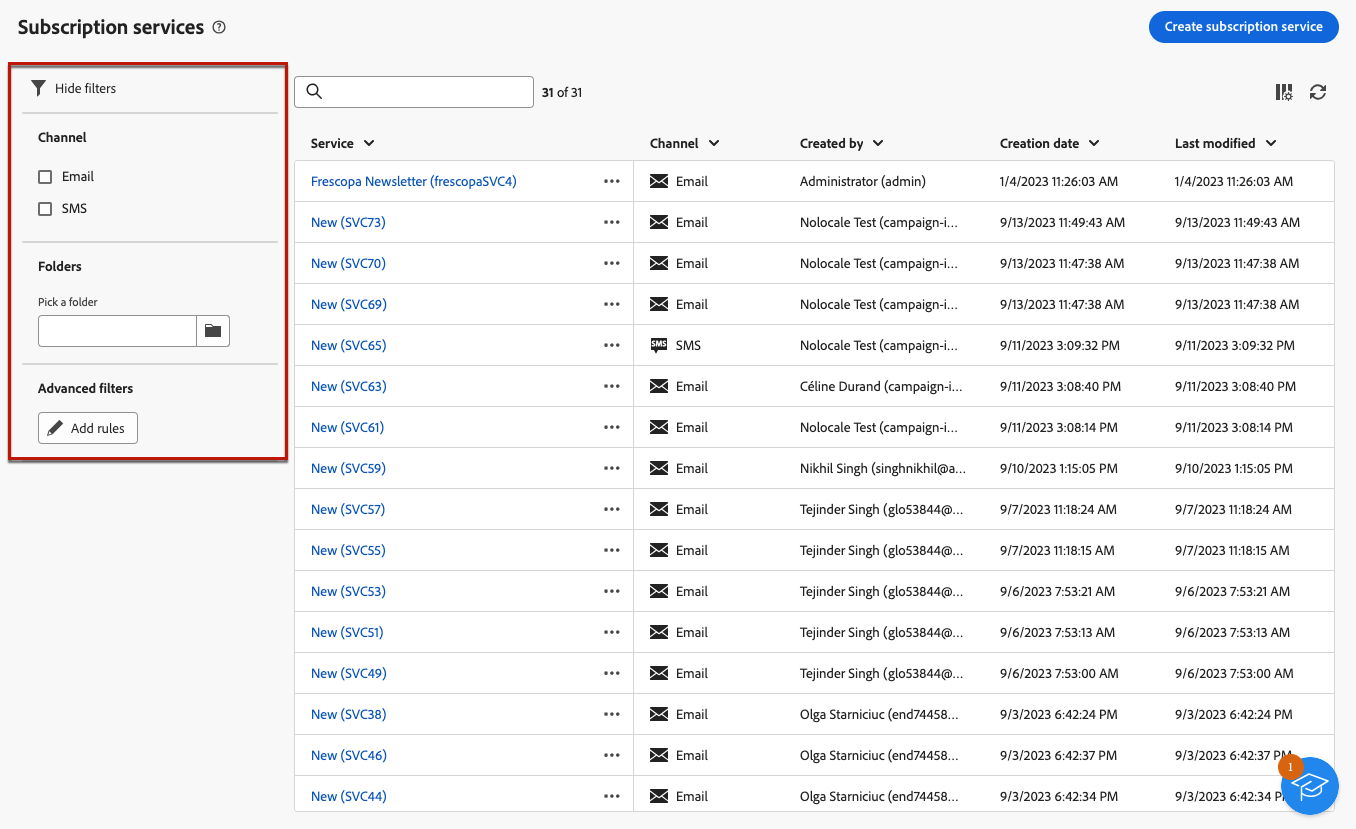 Subscription services
Create subscription service
Hide filters
Channel
Email
SMS
Folders
Pick a folder
Advanced filters
Add rules
31 of 31
Service Channel Created by Creation date Last modified
Frescopa Newsletter (frescopaSVC4) Email Administrator (admin) 1/4/2023 11:26:03 AM 1/4/2023 11:26:03 AM
New (SVC73) Email Nolocale Test (campaign-i... 9/13/2023 11:49:43 AM 9/13/2023 11:49:43 AM
New (SVC70) Email Nolocale Test (campaign-i... 9/13/2023 11:47:38 AM 9/13/2023 11:47:38 AM
New (SVC69) Email Nolocale Test (campaign-i... 9/13/2023 11:47:38 AM 9/13/2023 11:47:38 AM
New (SVC65) SMS SMS Nolocale Test (campaign-i... 9/11/2023 3:09:32 PM 9/11/2023 3:09:32 PM
New (SVC63) Email Céline Durand (campaign-i... 9/11/2023 3:08:40 PM 9/11/2023 3:08:40 PM
New (SVC61) Email Nolocale Test (campaign-i... 9/11/2023 3:08:14 PM 9/11/2023 3:08:14 PM
New (SVC59) Email Nikhil Singh (singhnikhil@a... 9/10/2023 1:15:05 PM 9/10/2023 1:15:05 PM
New (SVC57) Email Tejinder Singh (glo53844@... 9/7/2023 11:18:24 AM 9/7/2023 11:18:24 AM
New (SVC55) Email Tejinder Singh (glo53844@... 9/7/2023 11:18:15 AM 9/7/2023 11:18:15 AM
New (SVC53) Email Tejinder Singh (glo53844@... 9/6/2023 7:53:21 AM 9/6/2023 7:53:21 AM
New (SVC51) Email Tejinder Singh (glo53844@... 9/6/2023 7:53:13 AM 9/6/2023 7:53:13 AM
New (SVC49) Email Tejinder Singh (glo53844@... 9/6/2023 7:53:00 AM 9/6/2023 7:53:00 AM
New (SVC38) Email Olga Starniciuc (end74458... 9/3/2023 6:42:24 PM 9/3/2023 6:42:24 PM
New (SVC46) Email Olga Starniciuc (end74458... 9/3/2023 6:42:37 PM 9/3/2023 6:42:37 PM
New (SVC44) Email Olga Starniciuc (end74458... 9/3/2023 6:42:34 PM 9/3/2023 6:42:34
1